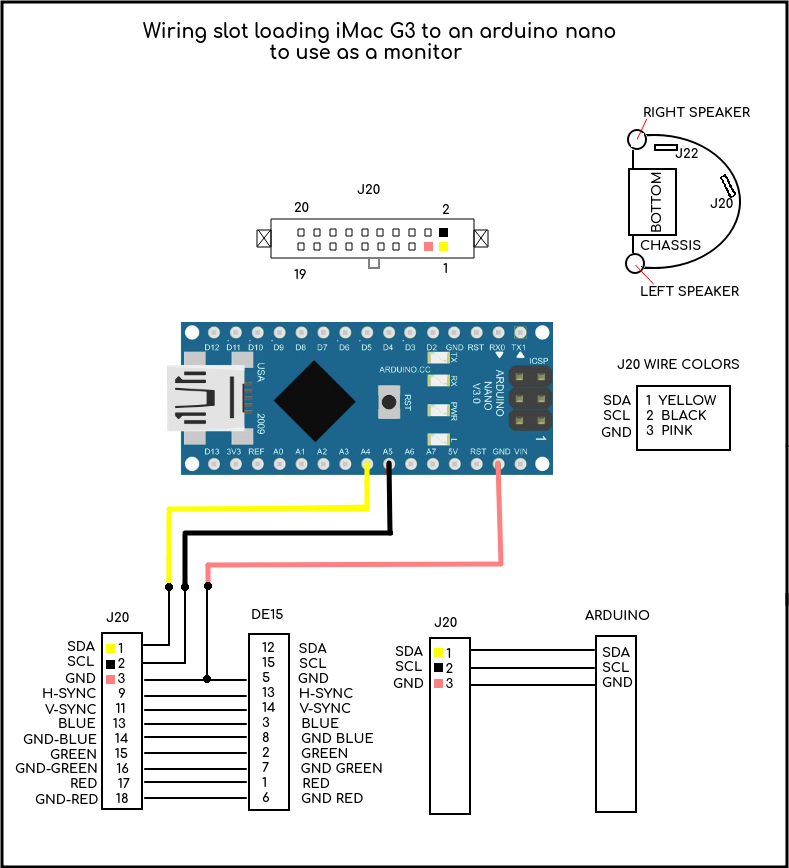 Wiring slot loading iMac G3 to an arduino nano
to use as a monitor
RIGHT SPEAKER
J22
J20
BOTTOM
CHASSIS
LEFT SPEAKER
J20
20
2
19
1
D12 D11 D10 D9 D8 D7 D6 D5 D4 D3 D2 GND RST RX0 TX1
USA
2009
ARDUINO.CC
RST
TX
RX
PWR
L
ARDUINO
NANO
V3.0
ICSP
1
D13 3V3 REF A0 A1 A2 A3 A4 A5 A6 A7 5V RST GND VIN
J20 WIRE COLORS
SDA 1 YELLOW
SCL 2 BLACK
GND 3 PINK
J20 DE15
SDA 1 12 SDA
SCL 2 15 SCL
GND 3 5 GND
H-SYNC 9 13 H-SYNC
V-SYNC 11 14 V-SYNC
BLUE 13 3 BLUE
GND-BLUE 14 8 GND BLUE
GREEN 15 2 GREEN
GND-GREEN 16 7 GND GREEN
RED 17 1 RED
GND-RED 18 6 GND RED
J20 ARDUINO
SDA 1 SDA
SCL 2 SCL
GND 3 GND